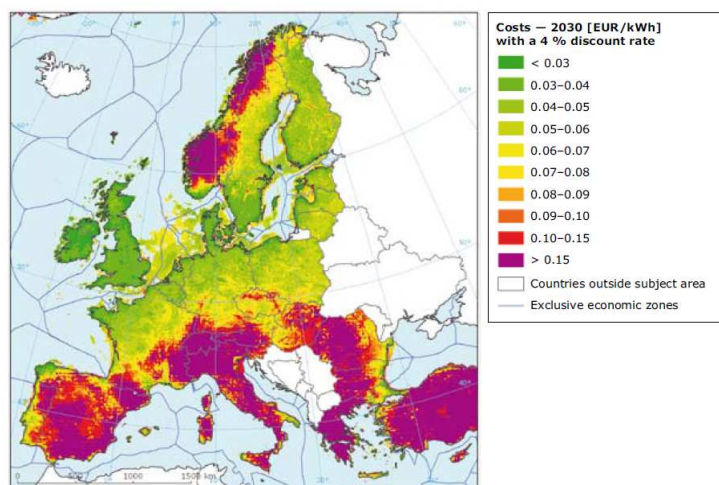 Costs — 2030 [EUR/kWh]
with a 4 % discount rate
< 0.03
0.03–0.04
0.04–0.05
0.05–0.06
0.06–0.07
0.07–0.08
0.08–0.09
0.09–0.10
0.10–0.15
> 0.15
Countries outside subject area
Exclusive economic zones
1000
1500 km